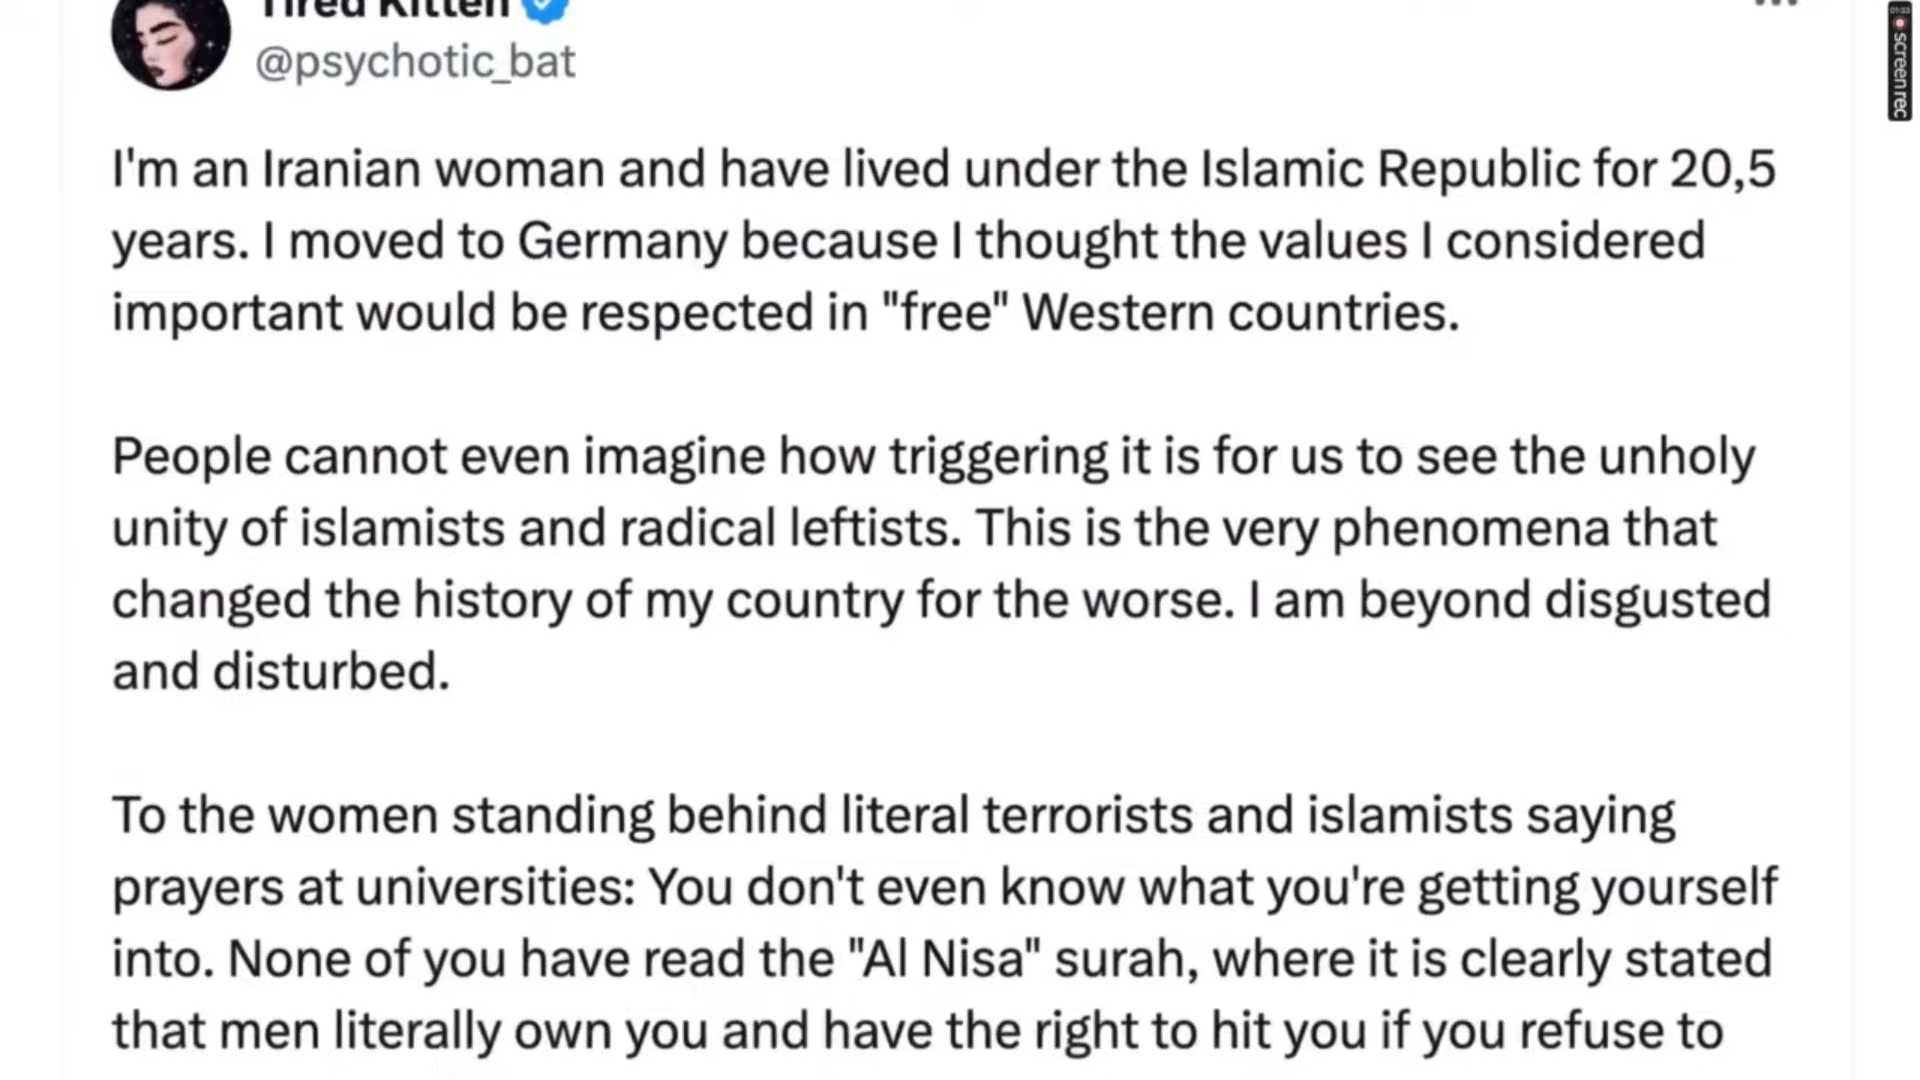 Tired Kitten
@psychotic_bat
I'm an Iranian woman and have lived under the Islamic Republic for 20,5
years. I moved to Germany because I thought the values I considered
important would be respected in "free" Western countries.
People cannot even imagine how triggering it is for us to see the unholy
unity of islamists and radical leftists. This is the very phenomena that
changed the history of my country for the worse. I am beyond disgusted
and disturbed.
To the women standing behind literal terrorists and islamists saying
prayers at universities: You don't even know what you're getting yourself
into. None of you have read the "Al Nisa" surah, where it is clearly stated
that men literally own you and have the right to hit you if you refuse to
01:33
screen rec